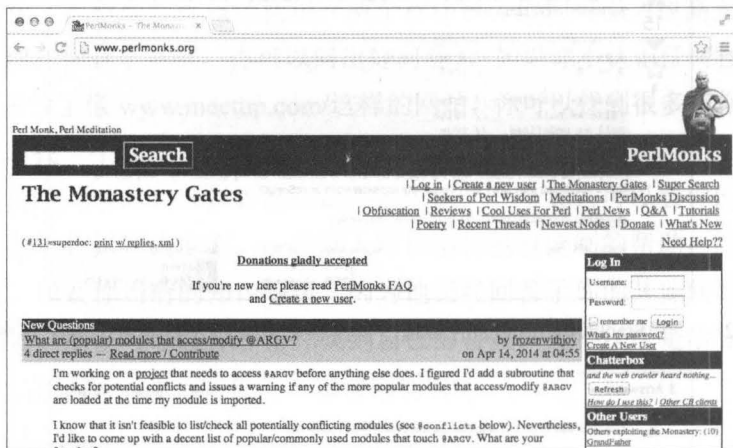 PerlMonks - The Monast
www.perlmonks.org
Perl Monk, Perl Meditation
Search
PerlMonks
The Monastery Gates
| Log in | Create a new user | The Monastery Gates | Super Search
| Seekers of Perl Wisdom | Meditations | PerlMonks Discussion
| Obfuscation | Reviews | Cool Uses For Perl | Perl News | Q&A | Tutorials
| Poetry | Recent Threads | Newest Nodes | Donate | What's New
( #131=superdoc: print w/ replies, xml )
Need Help??
Donations gladly accepted
If you're new here please read PerlMonks FAQ
and Create a new user.
New Questions
What are (popular) modules that access/modify @ARGV?
by frozenwithjoy
4 direct replies — Read more / Contribute
on Apr 14, 2014 at 04:55
I'm working on a project that needs to access @ARGV before anything else does. I figured I'd add a subroutine that
checks for potential conflicts and issues a warning if any of the more popular modules that access/modify @ARGV
are loaded at the time my module is imported.
I know that it isn't feasible to list/check all potentially conflicting modules (see @conflicts below). Nevertheless,
I'd like to come up with a decent list of popular/commonly used modules that touch @ARGV. What are your
Log In
Username:
Password:
remember me Login
What's my password?
Create A New User
Chatterbox
and the web crawler heard nothing...
Refresh
How do I use this? | Other CB clients
Other Users
Others exploiting the Monastery: (10)
GrandFather